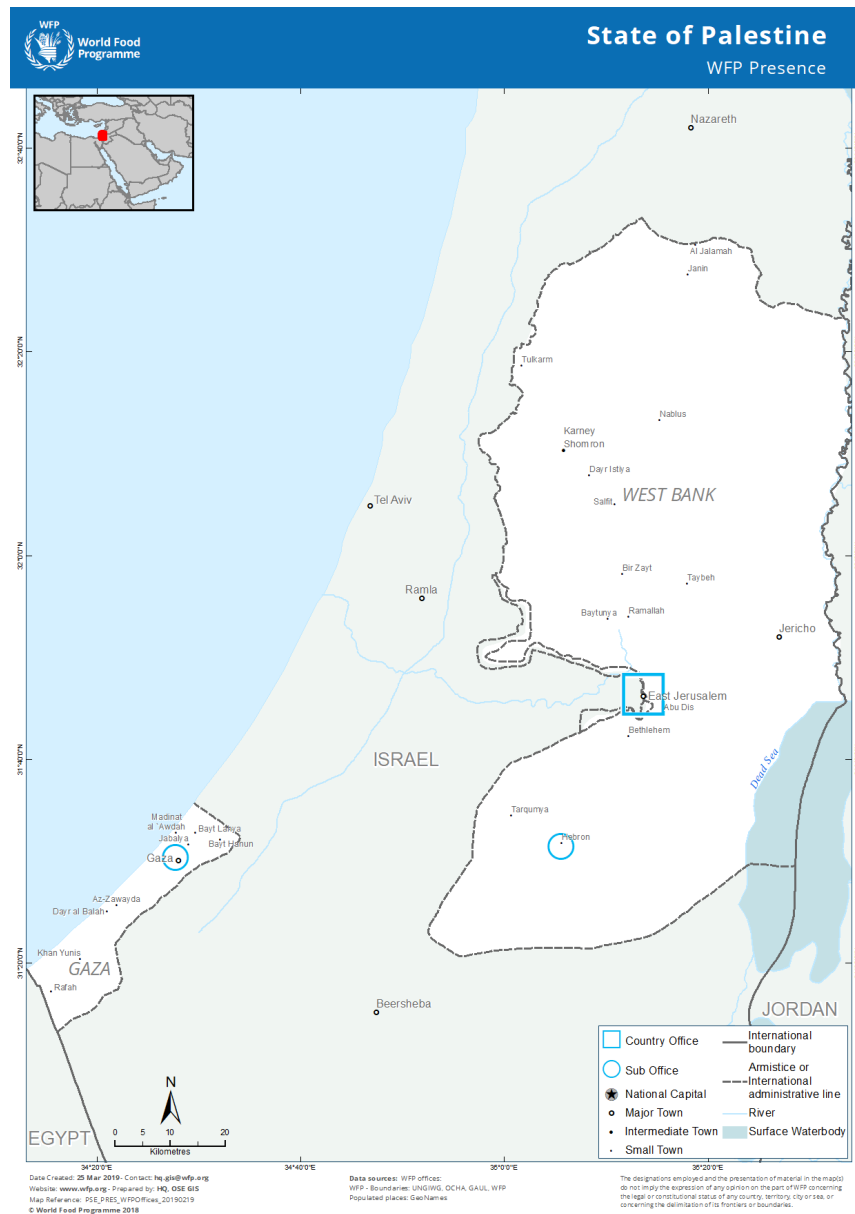 WFP
World Food
Programme
State of Palestine
WFP Presence
Nazareth
32°40'0"N
Al Jalamah
Janin
32°20'0"N
Tulkarm
Nablus
Karney
Shomron
Dayr Istiya
WEST BANK
Salfit
Tel Aviv
32°0'0"N
Bir Zayt
Taybeh
Ramla
Baytunya
Ramallah
Jericho
East Jerusalem
Abu Dis
Bethlehem
31°40'0"N
ISRAEL
Dead Sea
Tarqumya
Madinat
al `Awdah
Bayt Lahya
Jabalya
Bayt Hanun
Hebron
Gaza
Az-Zawayda
Dayr al Balah
Khan Yunis
31°20'0"N
GAZA
Rafah
Beersheba
JORDAN
Country Office
Sub Office
National Capital
Major Town
Intermediate Town
Small Town
International
boundary
Armistice or
International
administrative line
River
Surface Waterbody
N
0 5 10 20
Kilometres
EGYPT
34°20'0"E
34°40'0"E
35°0'0"E
35°20'0"E
Date Created: 25 Mar 2019- Contact: hq.gis@wfp.org
Website: www.wfp.org - Prepared by: HQ, OSE GIS
Map Reference: PSE_PRES_WFPOffices_20190219
© World Food Programme 2018
Data sources: WFP offices:
WFP - Boundaries: UNGIWG, OCHA, GAUL, WFP
Populated places: GeoNames
The designations employed and the presentation of material in the map(s)
do not imply the expression of any opinion on the part of WFP concerning
the legal or constitutional status of any country, territory, city or sea, or
concerning the delimitation of its frontiers or boundaries.